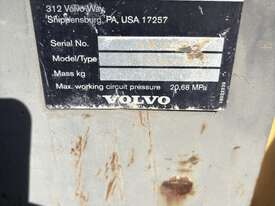 312 Volvo Way,
Shippensburg, PA, USA 17257
Serial No.
Model/Type
Mass kg
Max. working circuit pressure 20,68 MPa
VOLVO